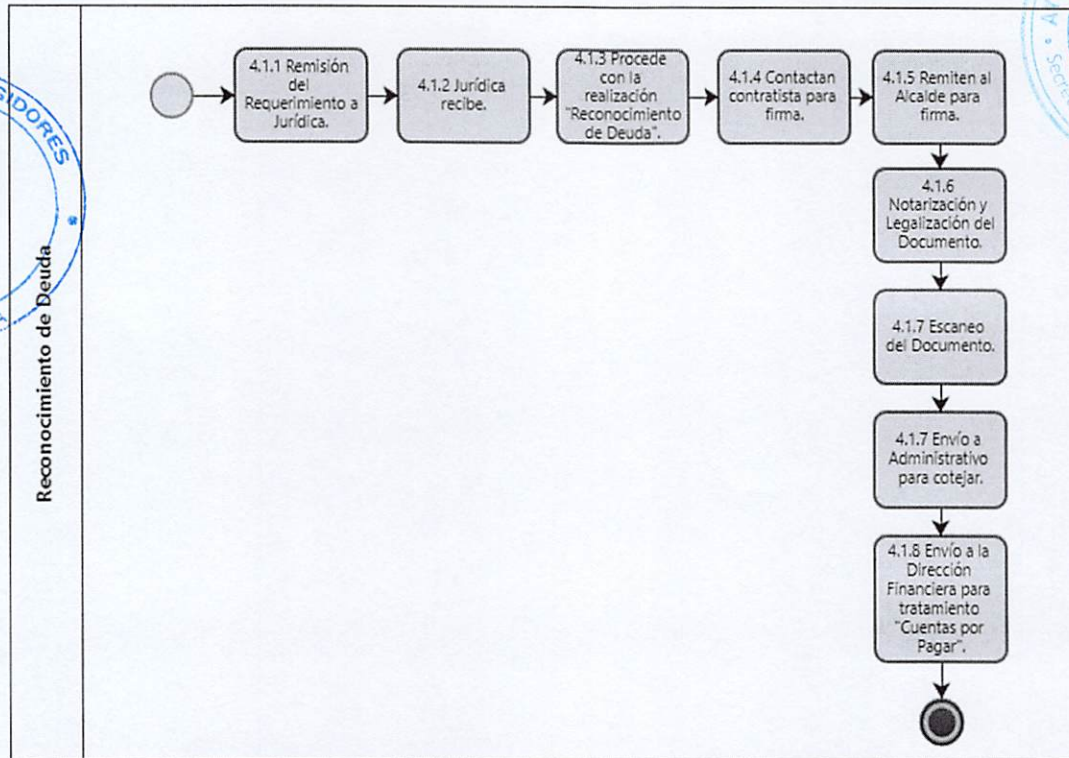 Reconocimiento de Deuda
4.1.1 Remisión
del
Requerimiento a
Jurídica.
4.1.2 Jurídica
recibe.
4.1.3 Procede
con la
realización
"Reconocimiento
de Deuda".
4.1.4 Contactan
contratista para
firma.
4.1.5 Remiten al
Alcalde para
firma.
4.1.6
Notarización y
Legalización del
Documento.
4.1.7 Escaneo
del Documento.
4.1.7 Envío a
Administrativo
para cotejar.
4.1.8 Envío a la
Dirección
Financiera para
tratamiento
"Cuentas por
Pagar".